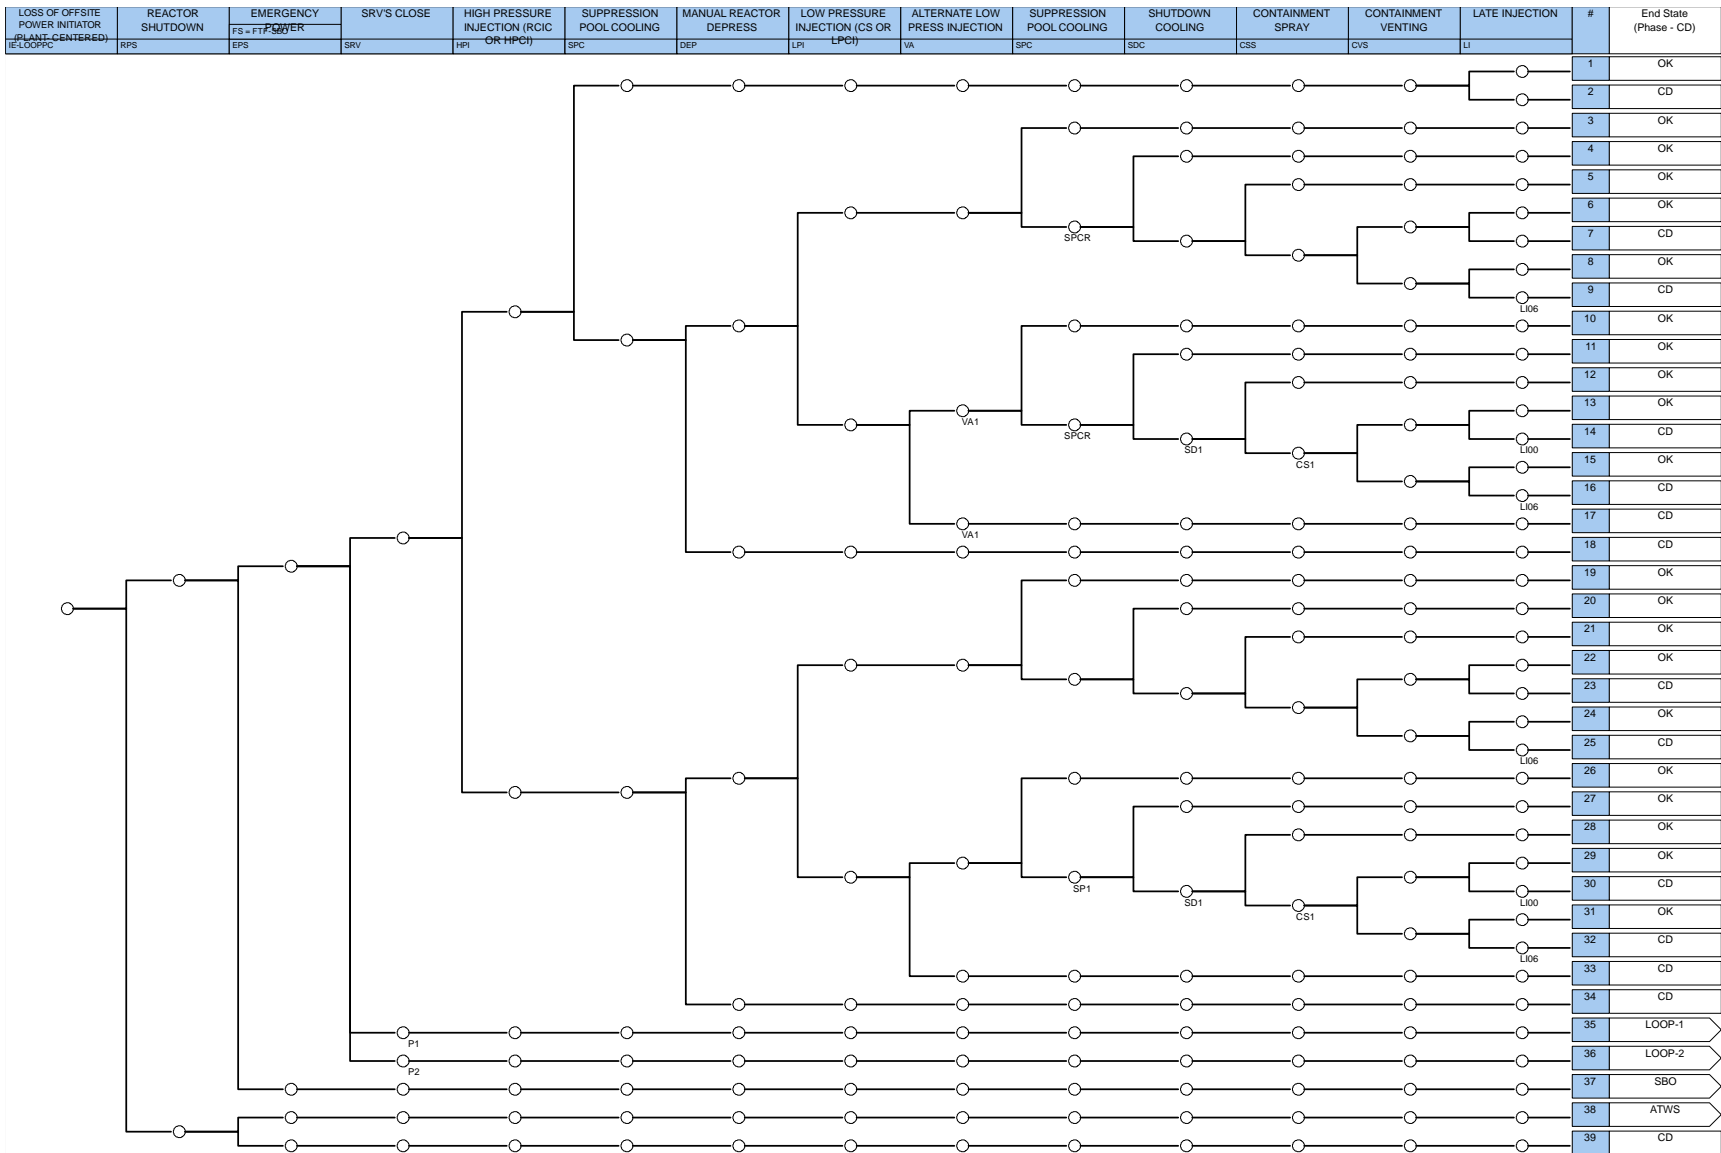 LOSS OF OFFSITE
POWER INITIATOR
(PLANT-CENTERED)
IE-LOOPPC
REACTOR
SHUTDOWN
RPS
EMERGENCY
POWER
FS = FTF-SBO
EPS
SRV'S CLOSE
SRV
HIGH PRESSURE
INJECTION (RCIC
OR HPCI)
HPI
SUPPRESSION
POOL COOLING
SPC
MANUAL REACTOR
DEPRESS
DEP
LOW PRESSURE
INJECTION (CS OR
LPCI)
LPI
ALTERNATE LOW
PRESS INJECTION
VA
SUPPRESSION
POOL COOLING
SPC
SHUTDOWN
COOLING
SDC
CONTAINMENT
SPRAY
CSS
CONTAINMENT
VENTING
CVS
LATE INJECTION
LI
#
End State
(Phase - CD)
1 OK
2 CD
3 OK
4 OK
5 OK
6 OK
SPCR
7 CD
8 OK
9 CD
LI06
10 OK
11 OK
12 OK
13 OK
VA1
SPCR
14 CD
SD1
LI00
CS1
15 OK
16 CD
LI06
17 CD
VA1
18 CD
19 OK
20 OK
21 OK
22 OK
23 CD
24 OK
25 CD
LI06
26 OK
27 OK
28 OK
29 OK
SP1
30 CD
SD1
LI00
CS1
31 OK
32 CD
LI06
33 CD
34 CD
35 LOOP-1
P1
36 LOOP-2
P2
37 SBO
38 ATWS
39 CD